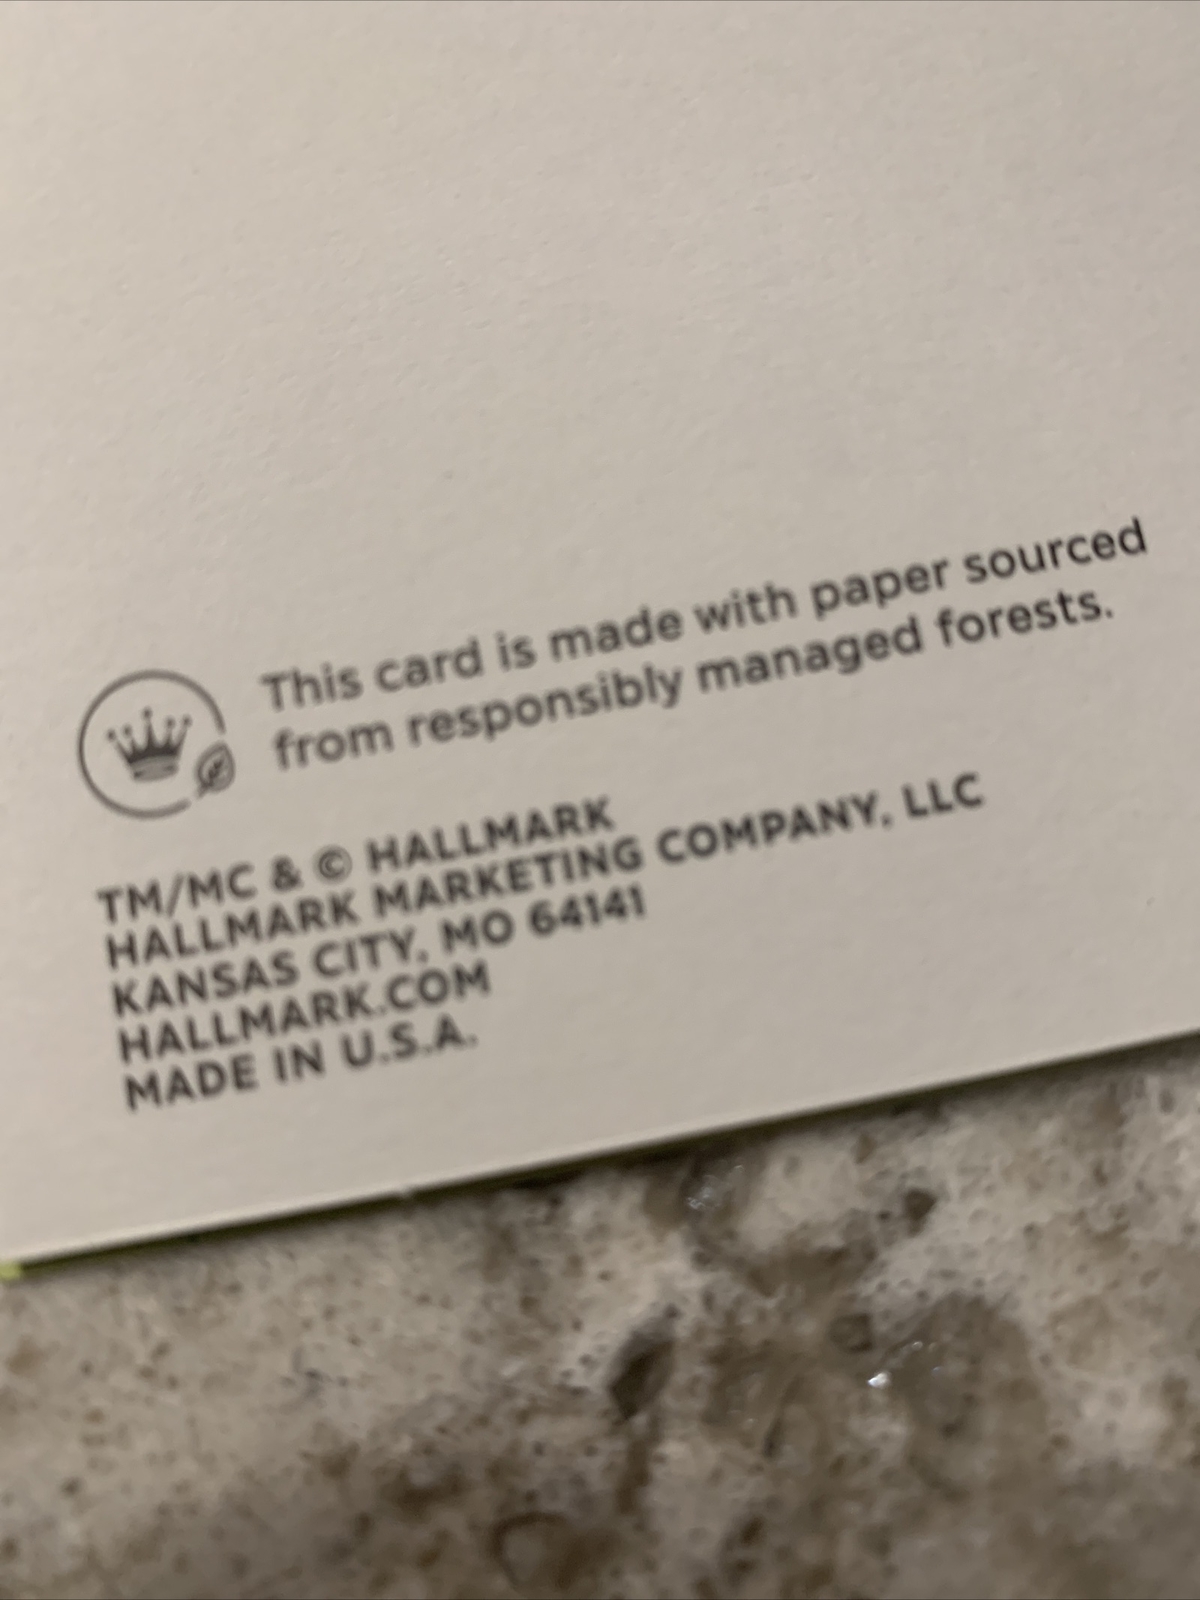 This card is made with paper sourced
from responsibly managed forests.
TM/MC & © HALLMARK
HALLMARK MARKETING COMPANY, LLC
KANSAS CITY, MO 64141
HALLMARK.COM
MADE IN U.S.A.